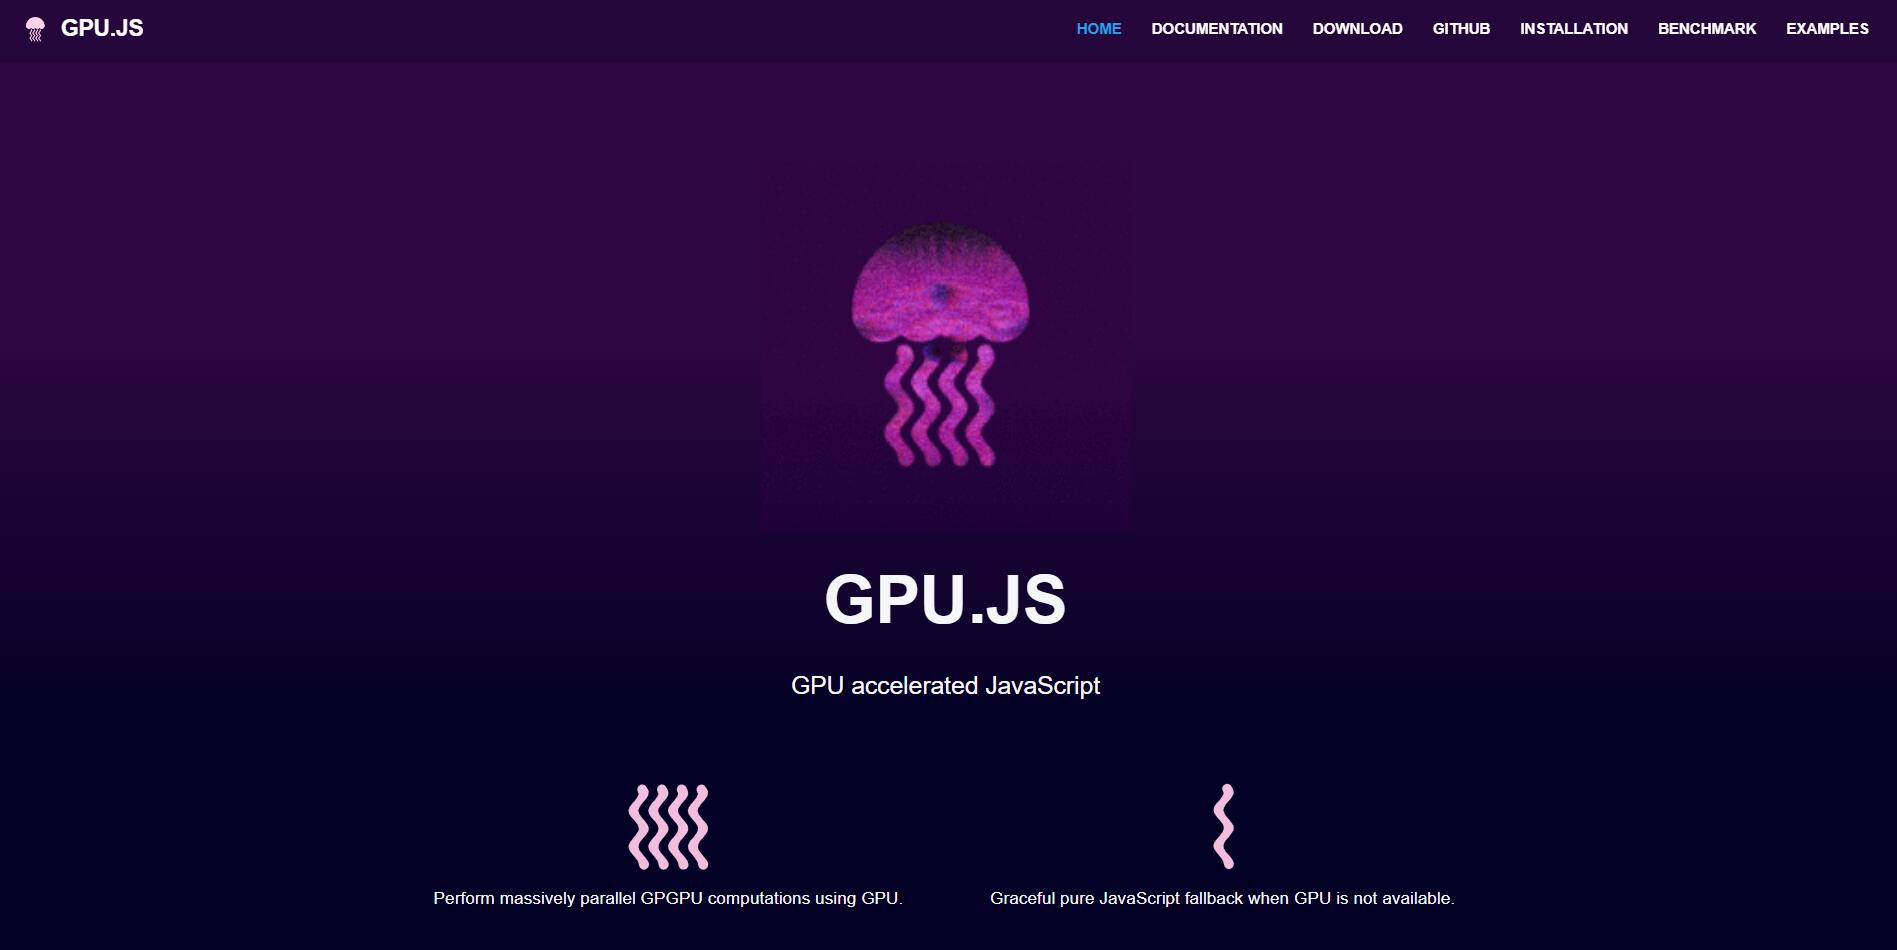 GPU.JS
HOME
DOCUMENTATION
DOWNLOAD
GITHUB
INSTALLATION
BENCHMARK
EXAMPLES
GPU.JS
GPU accelerated JavaScript
Perform massively parallel GPGPU computations using GPU.
Graceful pure JavaScript fallback when GPU is not available.